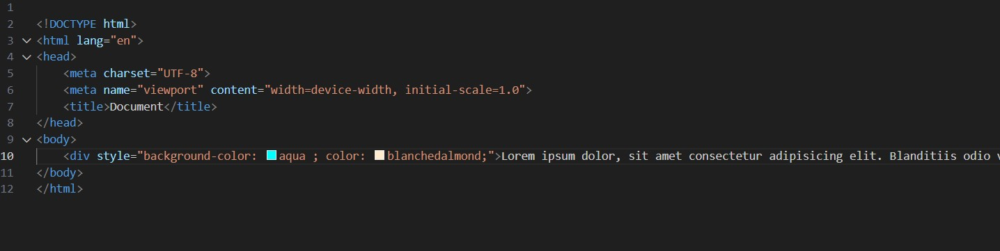 1
2 <!DOCTYPE html>
3 <html lang="en">
4 <head>
5 <meta charset="UTF-8">
6 <meta name="viewport" content="width=device-width, initial-scale=1.0">
7 <title>Document</title>
8 </head>
9 <body>
10 <div style="background-color: aqua ; color: blanchedalmond;">Lorem ipsum dolor, sit amet consectetur adipisicing elit. Blanditiis odio
11 </body>
12 </html>